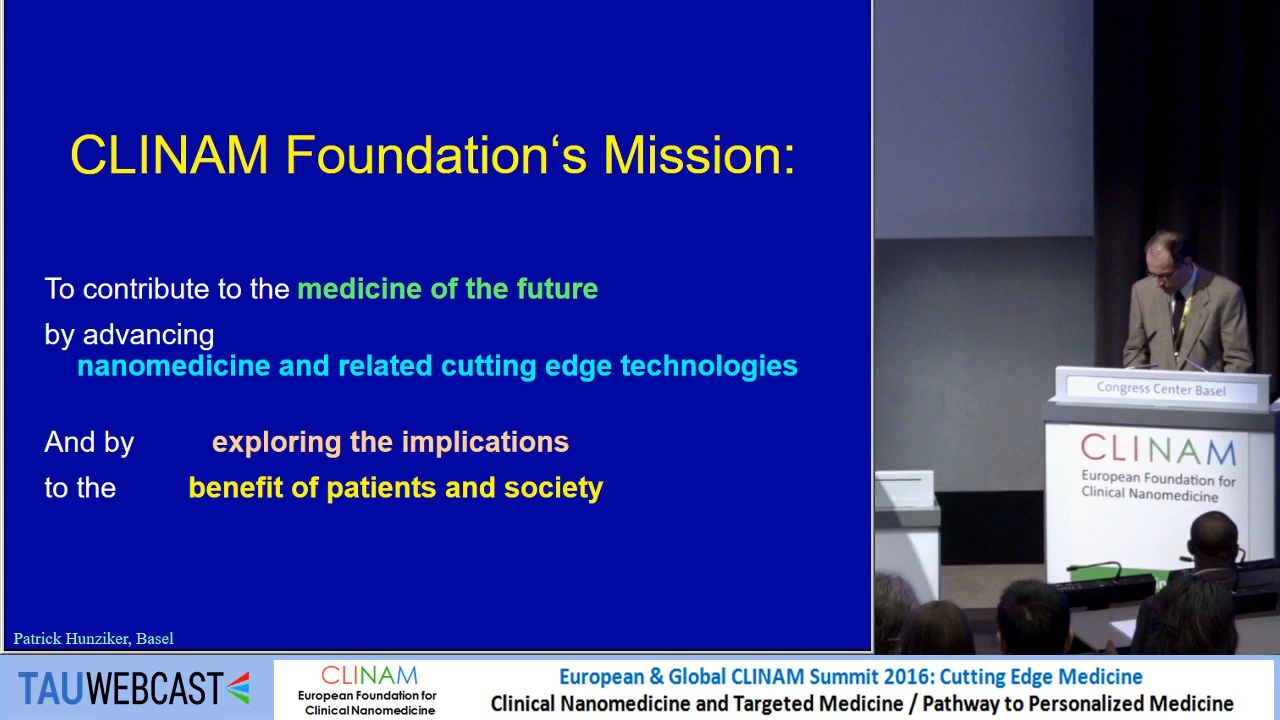 CLINAM Foundation‘s Mission:
To contribute to the medicine of the future
by advancing
nanomedicine and related cutting edge technologies
And by exploring the implications
to the benefit of patients and society
Patrick Hunziker, Basel
Congress Center Basel
CLINAM
European Foundation for
Clinical Nanomedicine
TAUWEBCAST
CLINAM
European Foundation for
Clinical Nanomedicine
European & Global CLINAM Summit 2016: Cutting Edge Medicine
Clinical Nanomedicine and Targeted Medicine / Pathway to Personalized Medicine